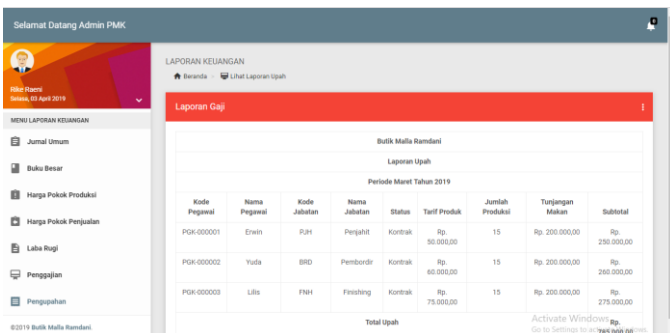 Selamat Datang Admin PMK
0
Rike Raeni
Selasa, 03 April 2019
MENU LAPORAN KEUANGAN
Jurnal Umum
Buku Besar
Harga Pokok Produksi
Harga Pokok Penjualan
Laba Rugi
Penggajian
Pengupahan
©2019 Butik Malla Ramdani.
LAPORAN KEUANGAN
Beranda Lihat Laporan Upah
Laporan Gaji
Butik Malla Ramdani
Laporan Upah
Periode Maret Tahun 2019
Kode Pegawai Nama Pegawai Kode Jabatan Nama Jabatan Status Tarif Produk Jumlah Produksi Tunjangan Makan Subtotal
PGK-000001 Erwin PJH Penjahit Kontrak Rp. 50.000,00 15 Rp. 200.000,00 Rp. 250.000,00
PGK-000002 Yuda BRD Pembordir Kontrak Rp. 60.000,00 15 Rp. 200.000,00 Rp. 260.000,00
PGK-000003 Lilis FNH Finishing Kontrak Rp. 75.000,00 15 Rp. 200.000,00 Rp. 275.000,00
Total Upah Rp. 785.000,00
Activate Windows
Go to Settings to activate Windows.